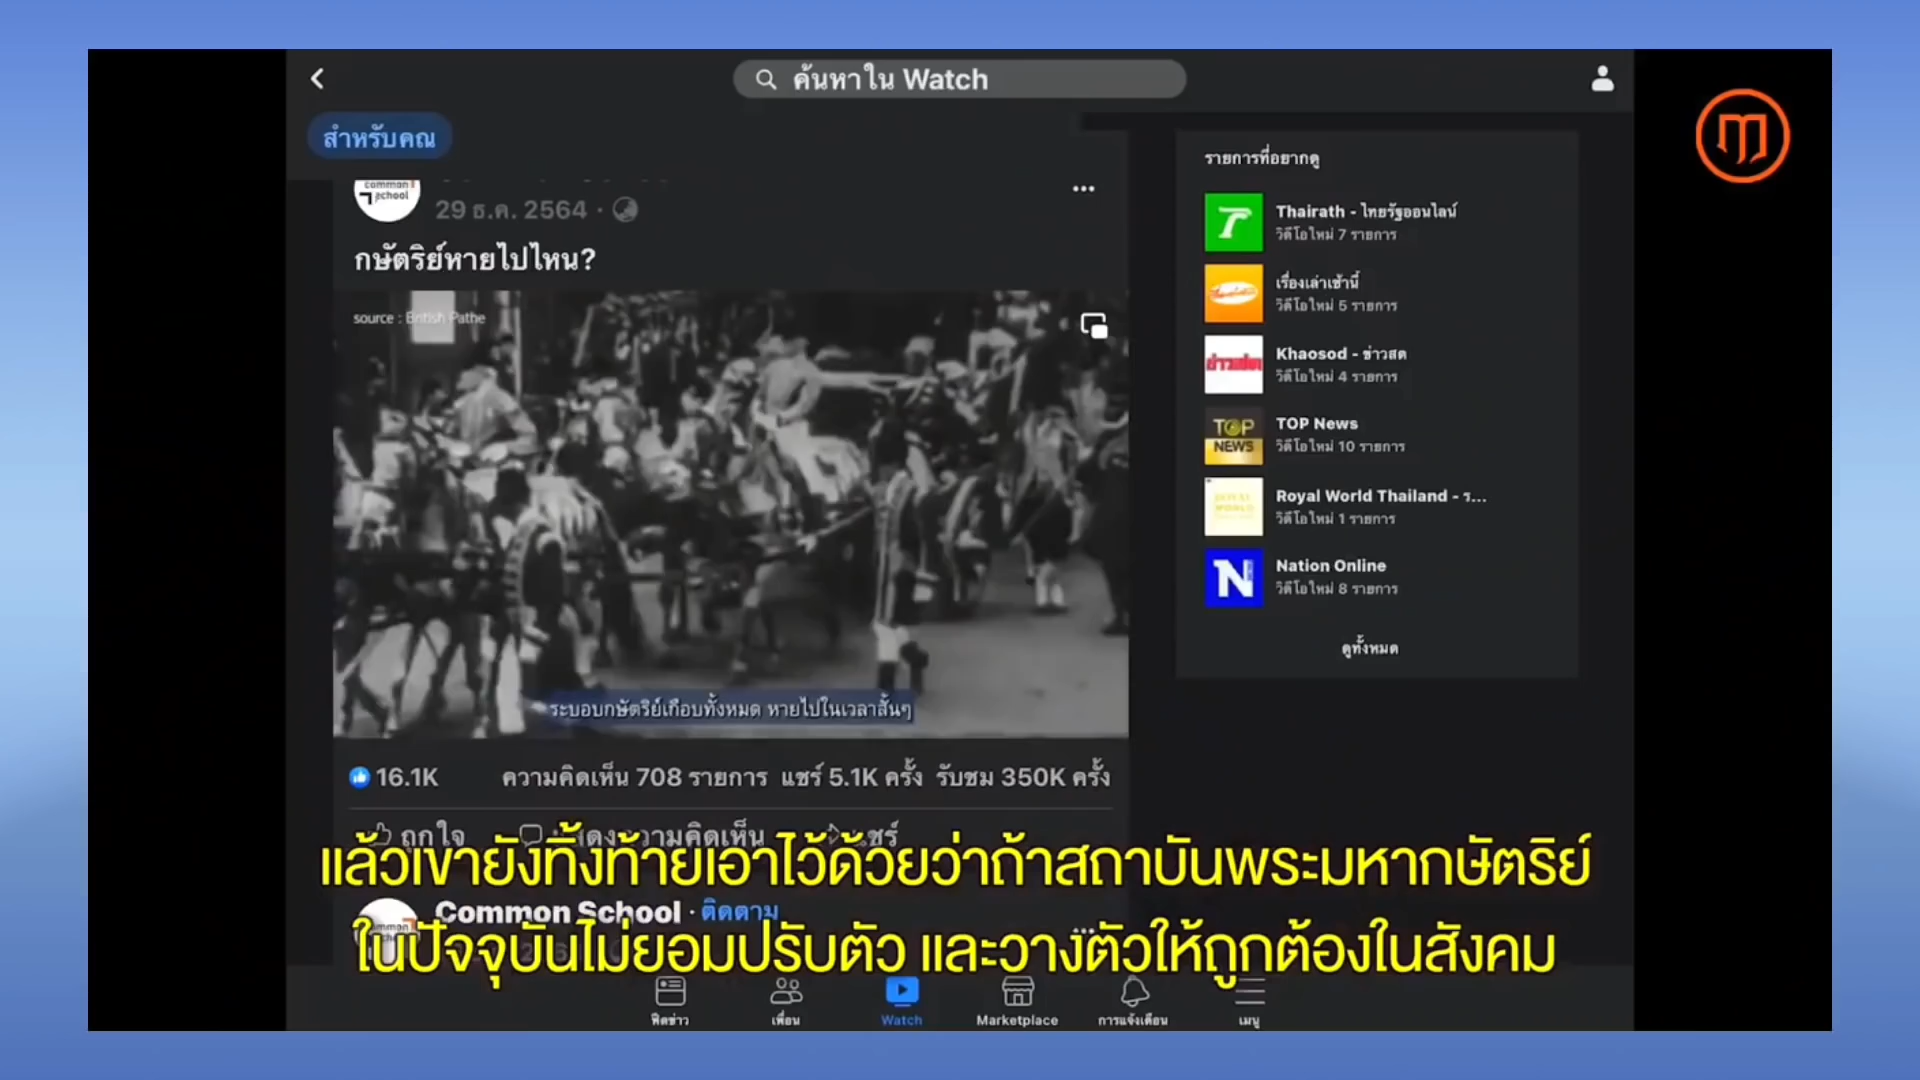 ค้นหาใน Watch
สำหรับคุณ
common
school
29 ธ.ค. 2564 ·
กษัตริย์หายไปไหน?
source : British Pathe
ระบอบกษัตริย์เกือบทั้งหมด หายไปในเวลาสั้นๆ
16.1K ความคิดเห็น 708 รายการ แชร์ 5.1K ครั้ง รับชม 350K ครั้ง
ถูกใจ
แล้วเขายังทิ้งท้ายเอาไว้ด้วยว่าถ้าสถาบันพระมหากษัตริย์
Common School · ติดตาม
ในปัจจุบันไม่ยอมปรับตัว และวางตัวให้ถูกต้องในสังคม
รายการที่อยากดู
Thairath - ไทยรัฐออนไลน์
วิดีโอใหม่ 7 รายการ
เรื่องเล่าเช้านี้
วิดีโอใหม่ 5 รายการ
ข่าวสด
Khaosod - ข่าวสด
วิดีโอใหม่ 4 รายการ
TOP
NEWS
TOP News
วิดีโอใหม่ 10 รายการ
ROYAL
WORLD
Royal World Thailand - ร...
วิดีโอใหม่ 1 รายการ
N
Nation Online
วิดีโอใหม่ 8 รายการ
ดูทั้งหมด
ฟีดข่าว
เพื่อน
Watch
Marketplace
การแจ้งเตือน
เมนู